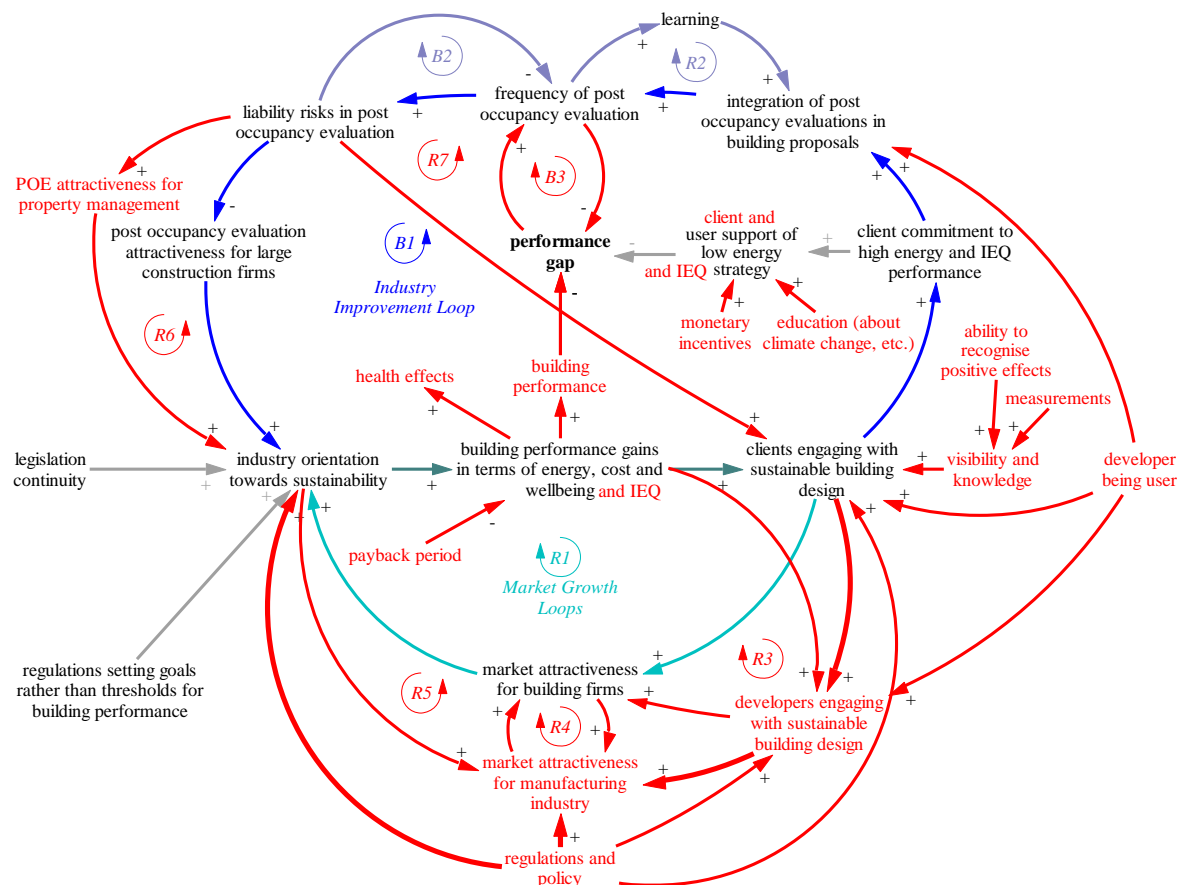 learning
B2
R2
frequency of post
occupancy evaluation
liability risks in post
occupancy evaluation
integration of post
occupancy evaluations in
building proposals
R7
B3
POE attractiveness for
property management
post occupancy evaluation
attractiveness for large
construction firms
B1
Industry
Improvement Loop
performance
gap
client and
user support of
low energy
and IEQ strategy
client commitment to
high energy and IEQ
performance
monetary
incentives
education (about
climate change, etc.)
R6
health effects
building
performance
ability to
recognise
positive effects
measurements
legislation
continuity
industry orientation
towards sustainability
building performance gains
in terms of energy, cost and
wellbeing and IEQ
clients engaging with
sustainable building
design
visibility and
knowledge
developer
being user
payback period
R1
Market Growth
Loops
regulations setting goals
rather than thresholds for
building performance
R5
market attractiveness
for building firms
R3
R4
developers engaging
with sustainable
building design
market attractiveness
for manufacturing
industry
regulations and
policy